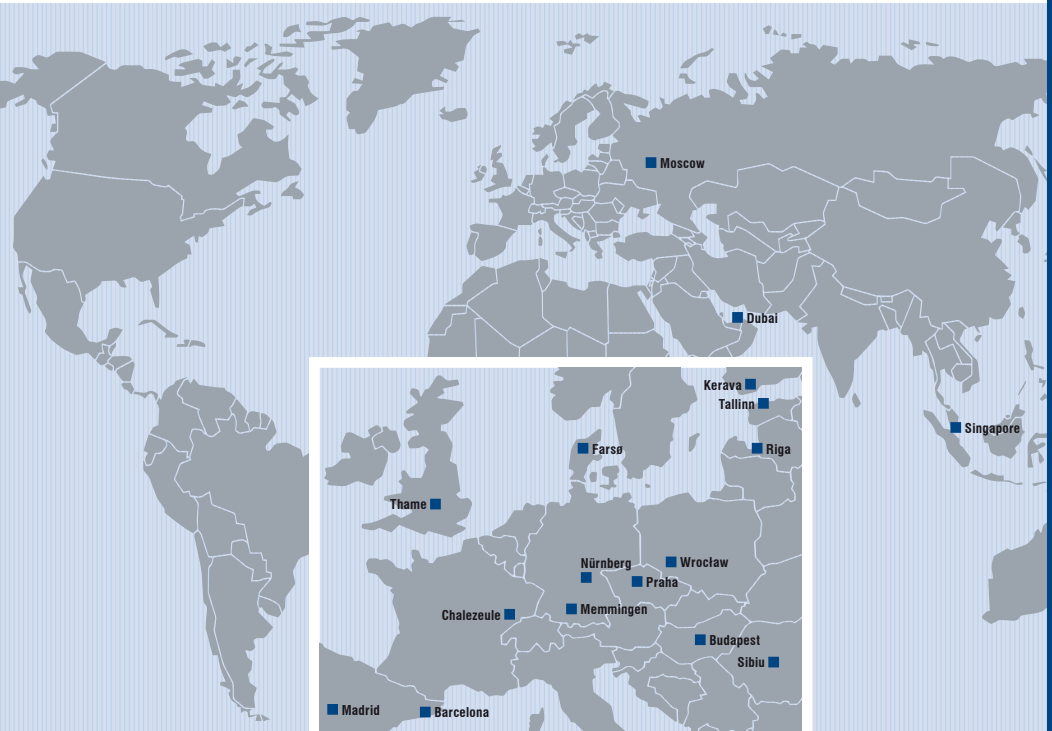 Moscow
Dubai
Singapore
Kerava
Tallinn
Farsø
Riga
Thame
Nürnberg
Wrocław
Praha
Memmingen
Chalezeule
Budapest
Sibiu
Madrid
Barcelona